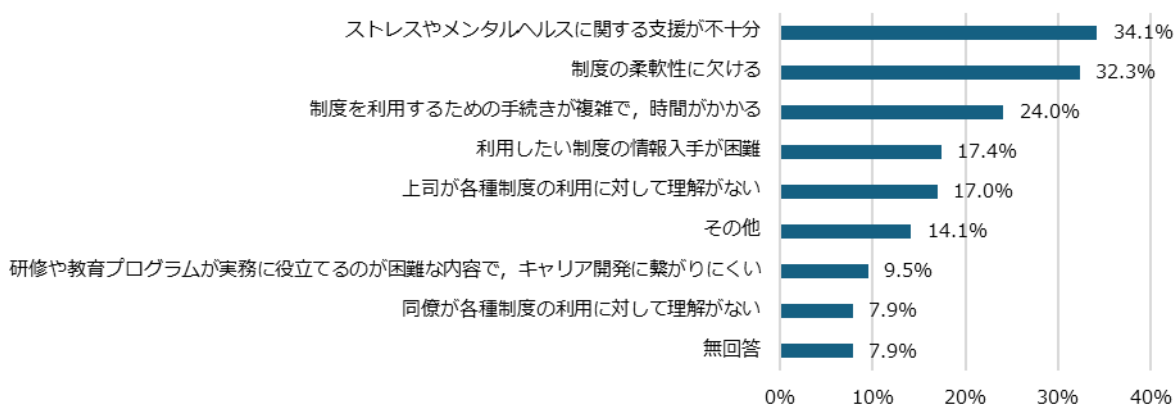 ストレスやメンタルヘルスに関する支援が不十分 34.1%
制度の柔軟性に欠ける 32.3%
制度を利用するための手続きが複雑で，時間がかかる 24.0%
利用したい制度の情報入手が困難 17.4%
上司が各種制度の利用に対して理解がない 17.0%
その他 14.1%
研修や教育プログラムが実務に役立てるのが困難な内容で，キャリア開発に繋がりにくい 9.5%
同僚が各種制度の利用に対して理解がない 7.9%
無回答 7.9%
0% 10% 20% 30% 40%